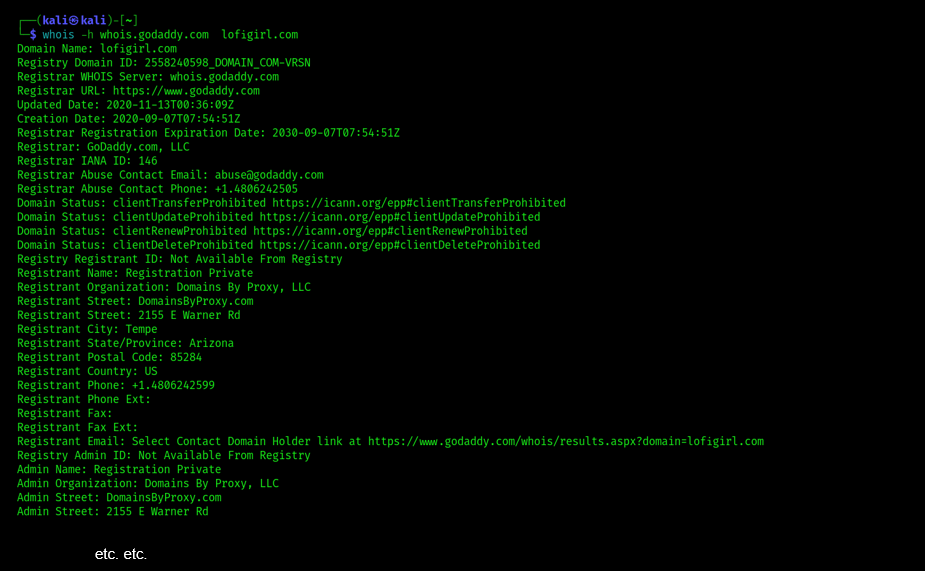 ┌──(kali㉿kali)-[~]
└─$ whois -h whois.godaddy.com  lofigirl.com
Domain Name: lofigirl.com
Registry Domain ID: 2558240598_DOMAIN_COM-VRSN
Registrar WHOIS Server: whois.godaddy.com
Registrar URL: https://www.godaddy.com
Updated Date: 2020-11-13T00:36:09Z
Creation Date: 2020-09-07T07:54:51Z
Registrar Registration Expiration Date: 2030-09-07T07:54:51Z
Registrar: GoDaddy.com, LLC
Registrar IANA ID: 146
Registrar Abuse Contact Email: abuse@godaddy.com
Registrar Abuse Contact Phone: +1.4806242505
Domain Status: clientTransferProhibited https://icann.org/epp#clientTransferProhibited
Domain Status: clientUpdateProhibited https://icann.org/epp#clientUpdateProhibited
Domain Status: clientRenewProhibited https://icann.org/epp#clientRenewProhibited
Domain Status: clientDeleteProhibited https://icann.org/epp#clientDeleteProhibited
Registry Registrant ID: Not Available From Registry
Registrant Name: Registration Private
Registrant Organization: Domains By Proxy, LLC
Registrant Street: DomainsByProxy.com
Registrant Street: 2155 E Warner Rd
Registrant City: Tempe
Registrant State/Province: Arizona
Registrant Postal Code: 85284
Registrant Country: US
Registrant Phone: +1.4806242599
Registrant Phone Ext:
Registrant Fax:
Registrant Fax Ext:
Registrant Email: Select Contact Domain Holder link at https://www.godaddy.com/whois/results.aspx?domain=lofigirl.com
Registry Admin ID: Not Available From Registry
Admin Name: Registration Private
Admin Organization: Domains By Proxy, LLC
Admin Street: DomainsByProxy.com
Admin Street: 2155 E Warner Rd
etc. etc.